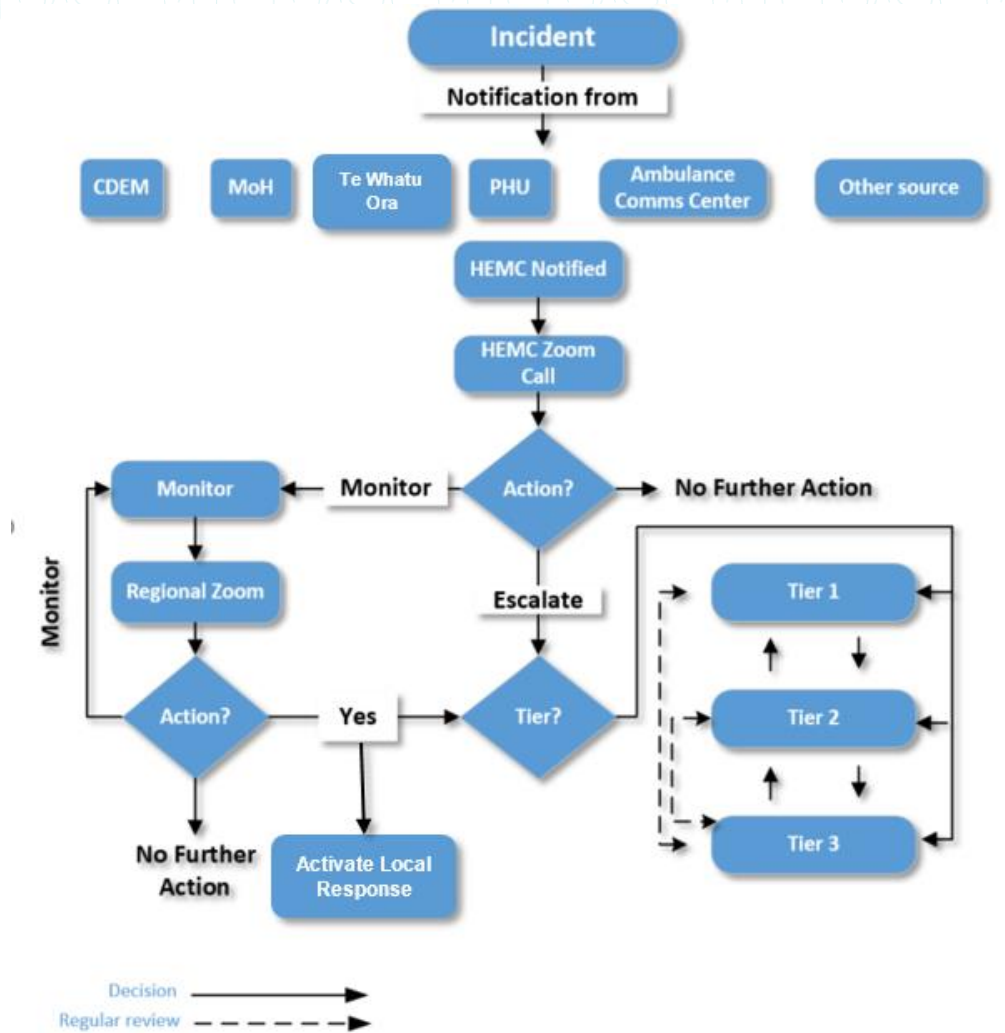 Incident
Notification from
CDEM
MoH
Te Whatu
Ora
PHU
Ambulance
Comms Center
Other source
HEMC Notified
HEMC Zoom
Call
Action?
No Further Action
Monitor
Monitor
Monitor
Regional Zoom
Escalate
Action?
Yes
Tier?
Tier 1
Tier 2
Tier 3
No Further
Action
Activate Local
Response
Decision
Regular review